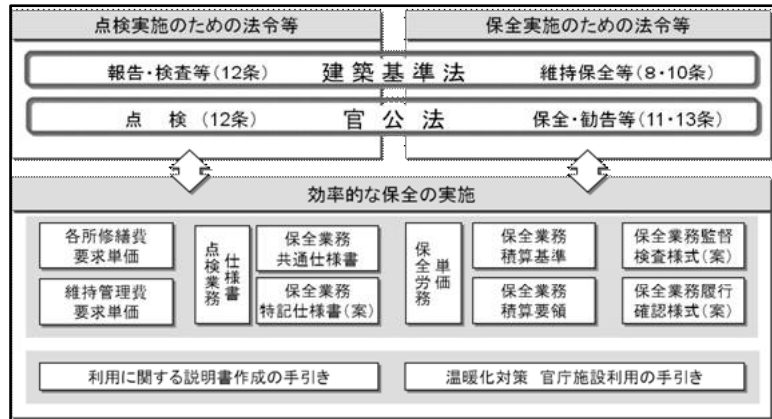 点検実施のための法令等
保全実施のための法令等
報告・検査等(12条) 建築基準法 維持保全等(8・10条)
点 検 (12条) 官公法 保全・勧告等(11・13条)
効率的な保全の実施
各所修繕費
要求単価
維持管理費
要求単価
点検業務
仕様書
保全業務
共通仕様書
保全業務
特記仕様書(案)
保全労務
単価
保全業務
積算基準
保全業務
積算要領
保全業務監督
検査様式(案)
保全業務履行
確認様式(案)
利用に関する説明書作成の手引き
温暖化対策 官庁施設利用の手引き